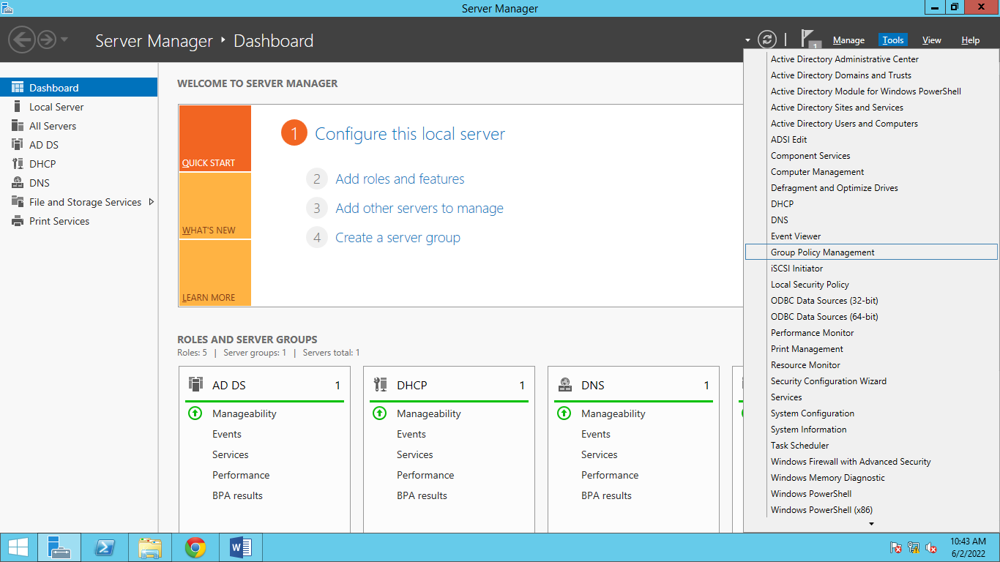 Server Manager
Server Manager ‣ Dashboard
1
Manage
Tools
View
Help
Dashboard
Local Server
All Servers
AD DS
DHCP
DNS
File and Storage Services
Print Services
WELCOME TO SERVER MANAGER
QUICK START
WHAT'S NEW
LEARN MORE
1 Configure this local server
2 Add roles and features
3 Add other servers to manage
4 Create a server group
ROLES AND SERVER GROUPS
Roles: 5 | Server groups: 1 | Servers total: 1
AD DS 1
Manageability
Events
Services
Performance
BPA results
DHCP 1
Manageability
Events
Services
Performance
BPA results
DNS 1
Manageability
Events
Services
Performance
BPA results
Active Directory Administrative Center
Active Directory Domains and Trusts
Active Directory Module for Windows PowerShell
Active Directory Sites and Services
Active Directory Users and Computers
ADSI Edit
Component Services
Computer Management
Defragment and Optimize Drives
DHCP
DNS
Event Viewer
Group Policy Management
iSCSI Initiator
Local Security Policy
ODBC Data Sources (32-bit)
ODBC Data Sources (64-bit)
Performance Monitor
Print Management
Resource Monitor
Security Configuration Wizard
Services
System Configuration
System Information
Task Scheduler
Windows Firewall with Advanced Security
Windows Memory Diagnostic
Windows PowerShell
Windows PowerShell (x86)
10:43 AM
6/2/2022